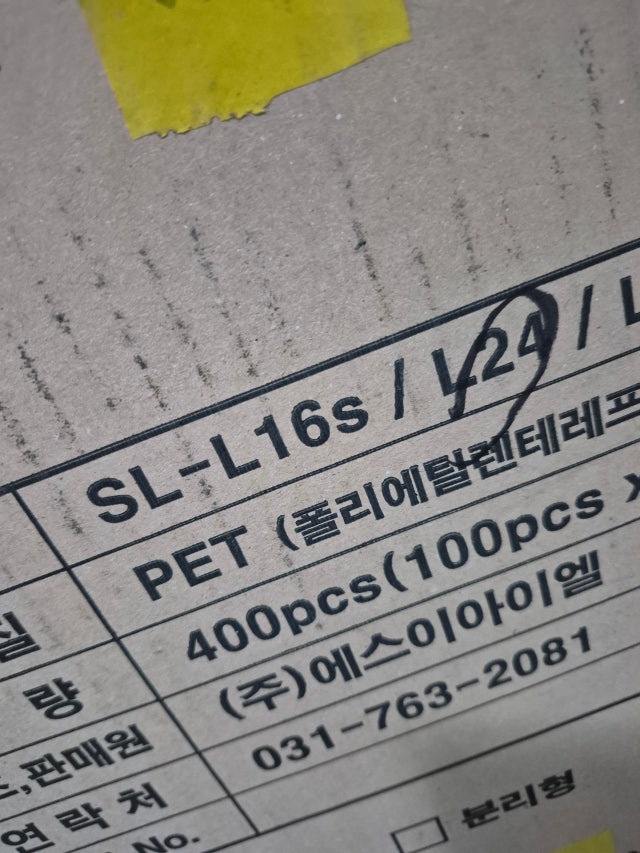 SL-L16s / L24 / L
질 PET (폴리에틸렌테레프
량 400pcs(100pcs x
,판매원 (주)에스이아이엘
연 락 처 031-763-2081
No. □ 분리형